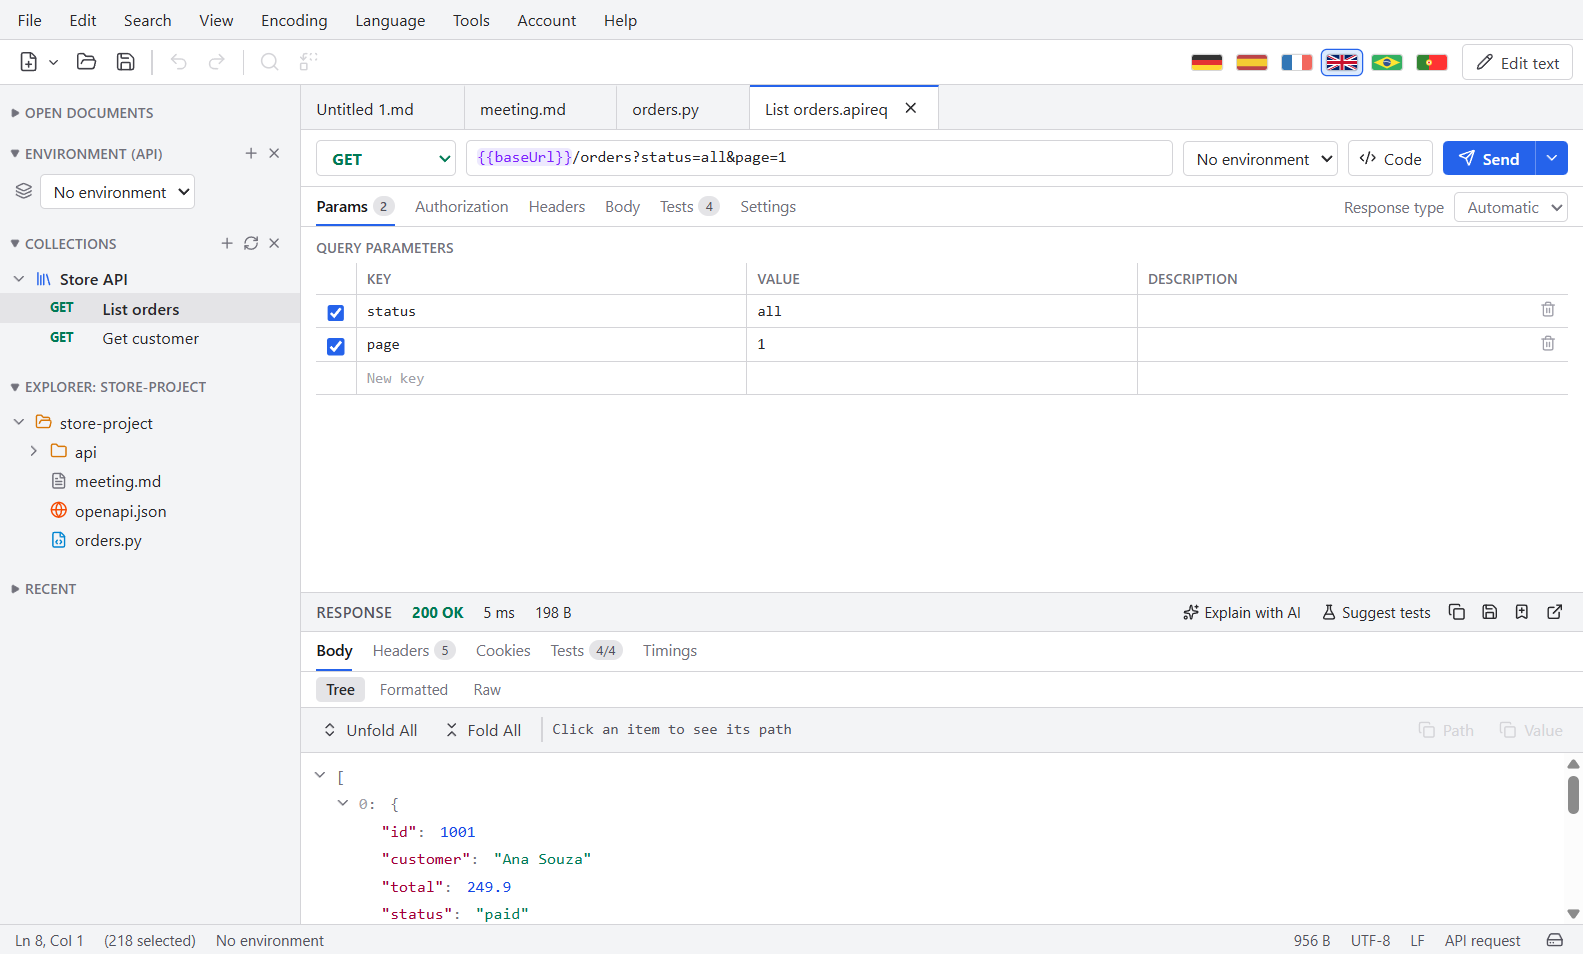 File Edit Search View Encoding Language Tools Account Help
Edit text
OPEN DOCUMENTS
ENVIRONMENT (API)
No environment
COLLECTIONS
Store API
GET List orders
GET Get customer
EXPLORER: STORE-PROJECT
store-project
api
meeting.md
openapi.json
orders.py
RECENT
Untitled 1.md meeting.md orders.py List orders.apireq
GET {{baseUrl}}/orders?status=all&page=1 No environment Code Send
Params 2 Authorization Headers Body Tests 4 Settings Response type Automatic
QUERY PARAMETERS
KEY VALUE DESCRIPTION
status all
page 1
New key
RESPONSE 200 OK 5 ms 198 B Explain with AI Suggest tests
Body Headers 5 Cookies Tests 4/4 Timings
Tree Formatted Raw
Unfold All Fold All Click an item to see its path Path Value
[
0: {
"id": 1001
"customer": "Ana Souza"
"total": 249.9
"status": "paid"
Ln 8, Col 1 (218 selected) No environment 956 B UTF-8 LF API request